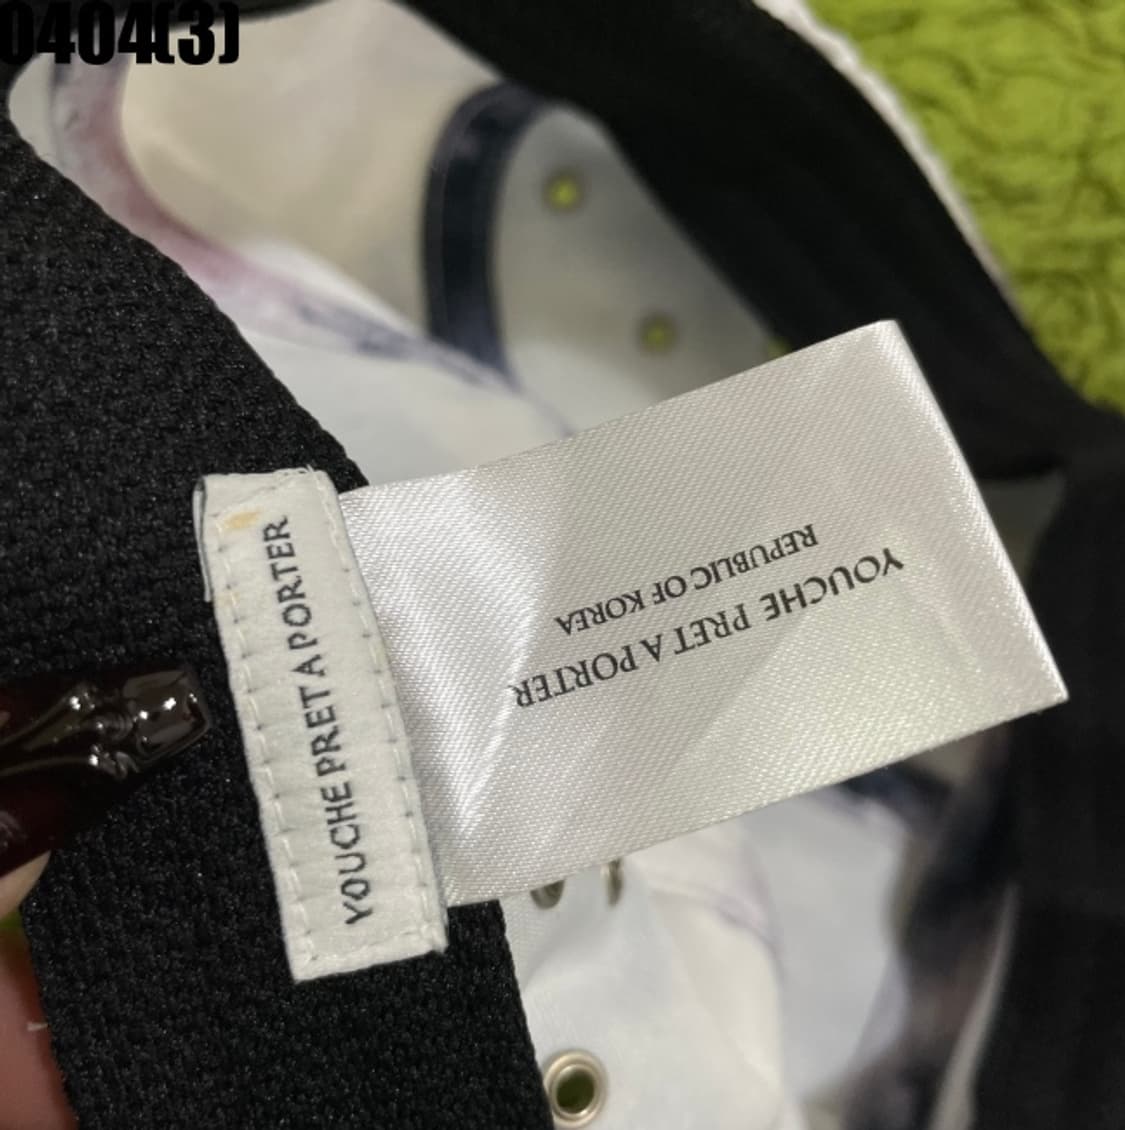 0404(3)
YOUCHE PRET A PORTER
YOUCHE PRET A PORTER
REPUBLIC OF KOREA